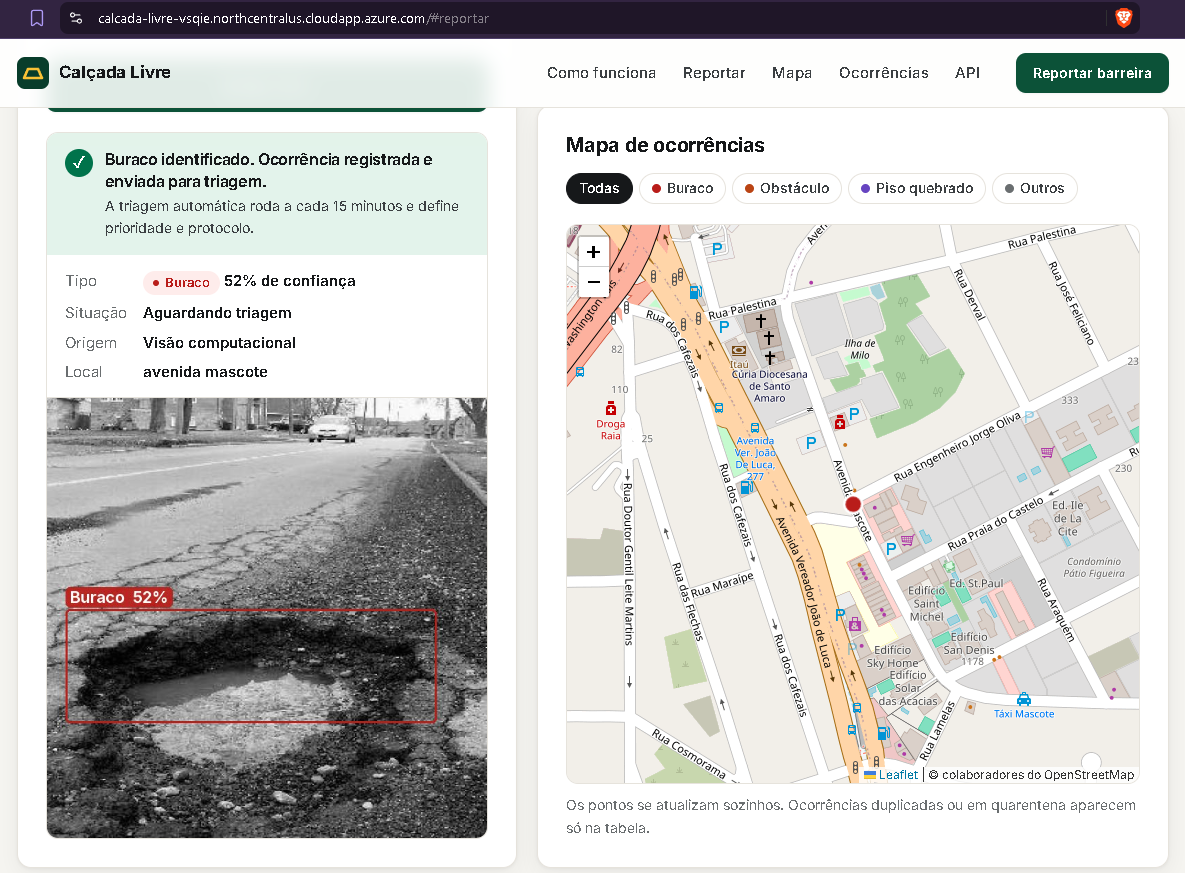 calcada-livre-vsqie.northcentralus.cloudapp.azure.com/#reportar
Calçada Livre
Como funciona
Reportar
Mapa
Ocorrências
API
Reportar barreira
Buraco identificado. Ocorrência registrada e
enviada para triagem.
A triagem automática roda a cada 15 minutos e define
prioridade e protocolo.
Tipo
Buraco
52% de confiança
Situação
Aguardando triagem
Origem
Visão computacional
Local
avenida mascote
Buraco 52%
Mapa de ocorrências
Todas
Buraco
Obstáculo
Piso quebrado
Outros
+
−
Rua Palestina
Rua Palestina
Rua Derval
Rua José Feliciano
Rua dos Cafezais
82
110
25
Itaú
Cúria Diocesana
de Santo
Amaro
Ilha de
Milo
Droga
Raia
Avenida
Ver. João
De Luca,
277
333
230
Rua Engenheiro Jorge Oliva
Rua Praia do Castelo
Ed. Ile
de La
Cite
Condomínio
Pátio Figueira
Rua dos Cafezais
Rua Doutor Gentil Leite Martins
Rua Maraipe
Rua das Flechas
Avenida Vereador João de Luca
Ed. St.Paul
Edifício
Saint
Michel
Rua Araquém
Edifício
San Denis
1178
Edifício
Sky Home
Edifício
Solar
das Acácias
Rua dos Cafezais
Táxi Mascote
Rua Lamelas
Rua Cosmorama
Leaflet | © colaboradores do OpenStreetMap
Os pontos se atualizam sozinhos. Ocorrências duplicadas ou em quarentena aparecem
só na tabela.